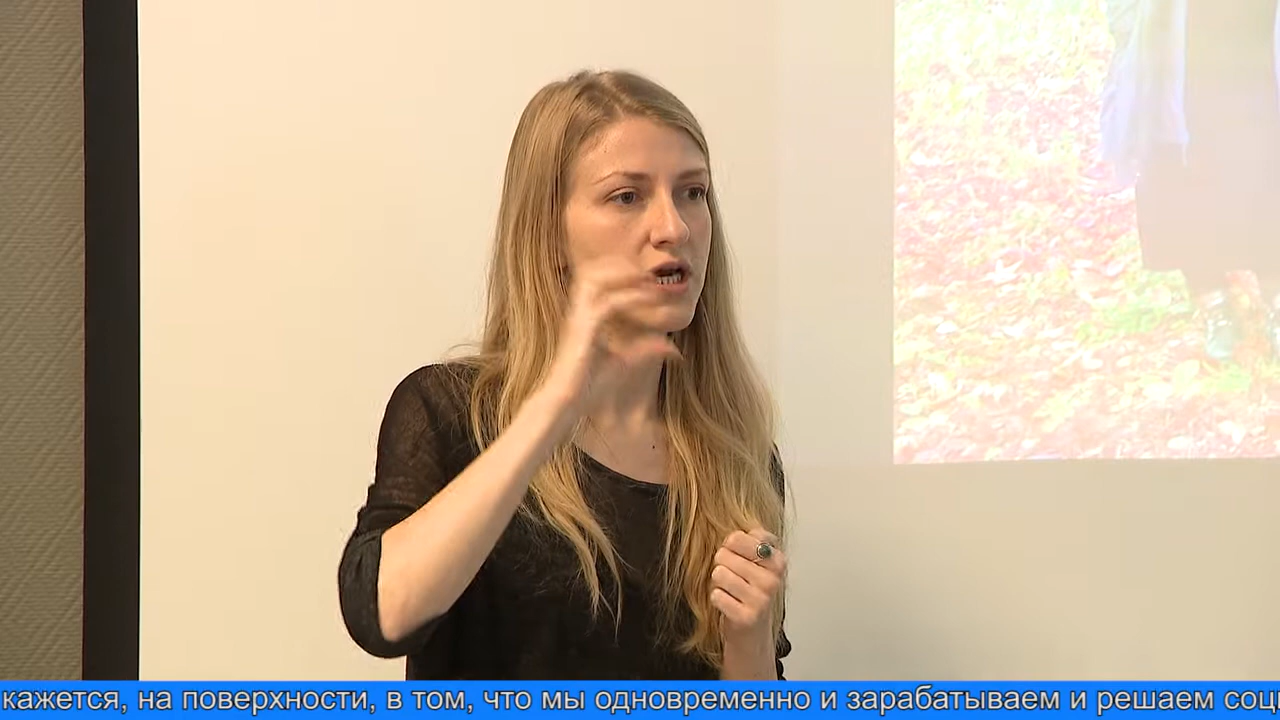 кажется, на поверхности, в том, что мы одновременно и зарабатываем и решаем соц